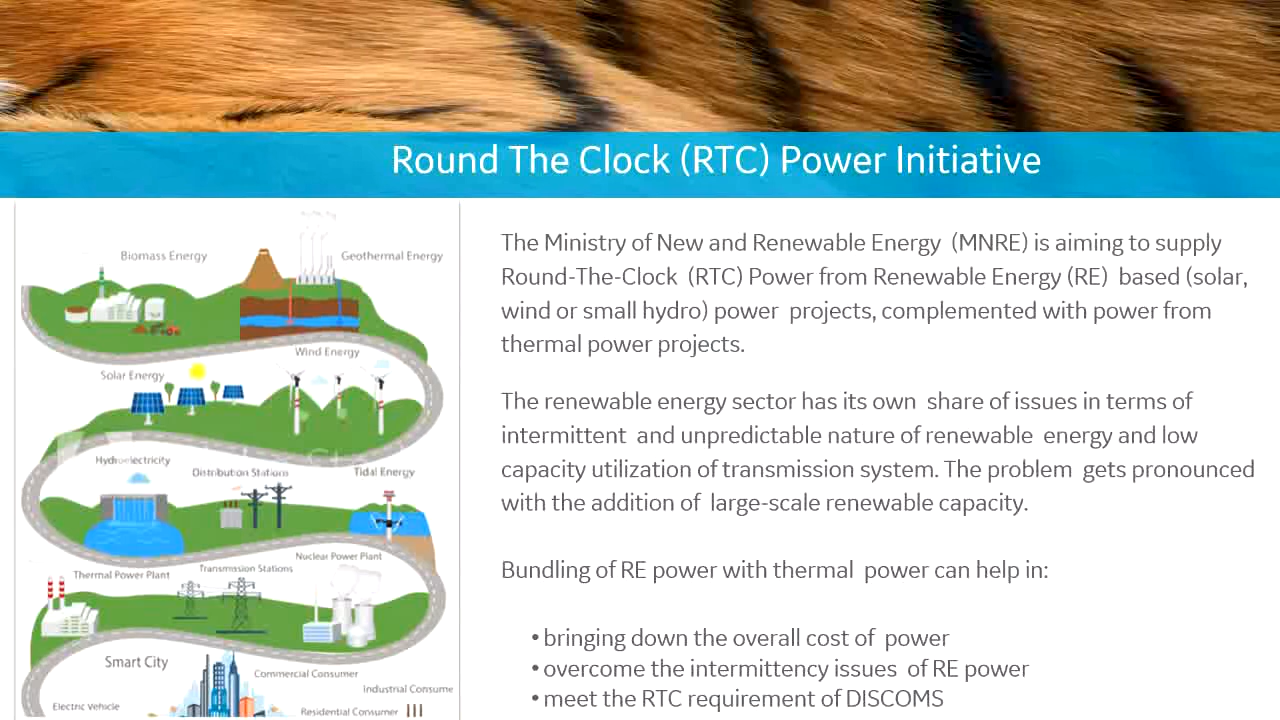 Round The Clock (RTC) Power Initiative
Biomass Energy
Geothermal Energy
Wind Energy
Solar Energy
Hydroelectricity
Distribution Stations
Tidal Energy
Nuclear Power Plant
Thermal Power Plant
Transmission Stations
Smart City
Commercial Consumer
Industrial Consume
Electric Vehicle
Residential Consumer
The Ministry of New and Renewable Energy (MNRE) is aiming to supply
Round-The-Clock (RTC) Power from Renewable Energy (RE) based (solar,
wind or small hydro) power projects, complemented with power from
thermal power projects.
The renewable energy sector has its own share of issues in terms of
intermittent and unpredictable nature of renewable energy and low
capacity utilization of transmission system. The problem gets pronounced
with the addition of large-scale renewable capacity.
Bundling of RE power with thermal power can help in:
• bringing down the overall cost of power
• overcome the intermittency issues of RE power
• meet the RTC requirement of DISCOMS